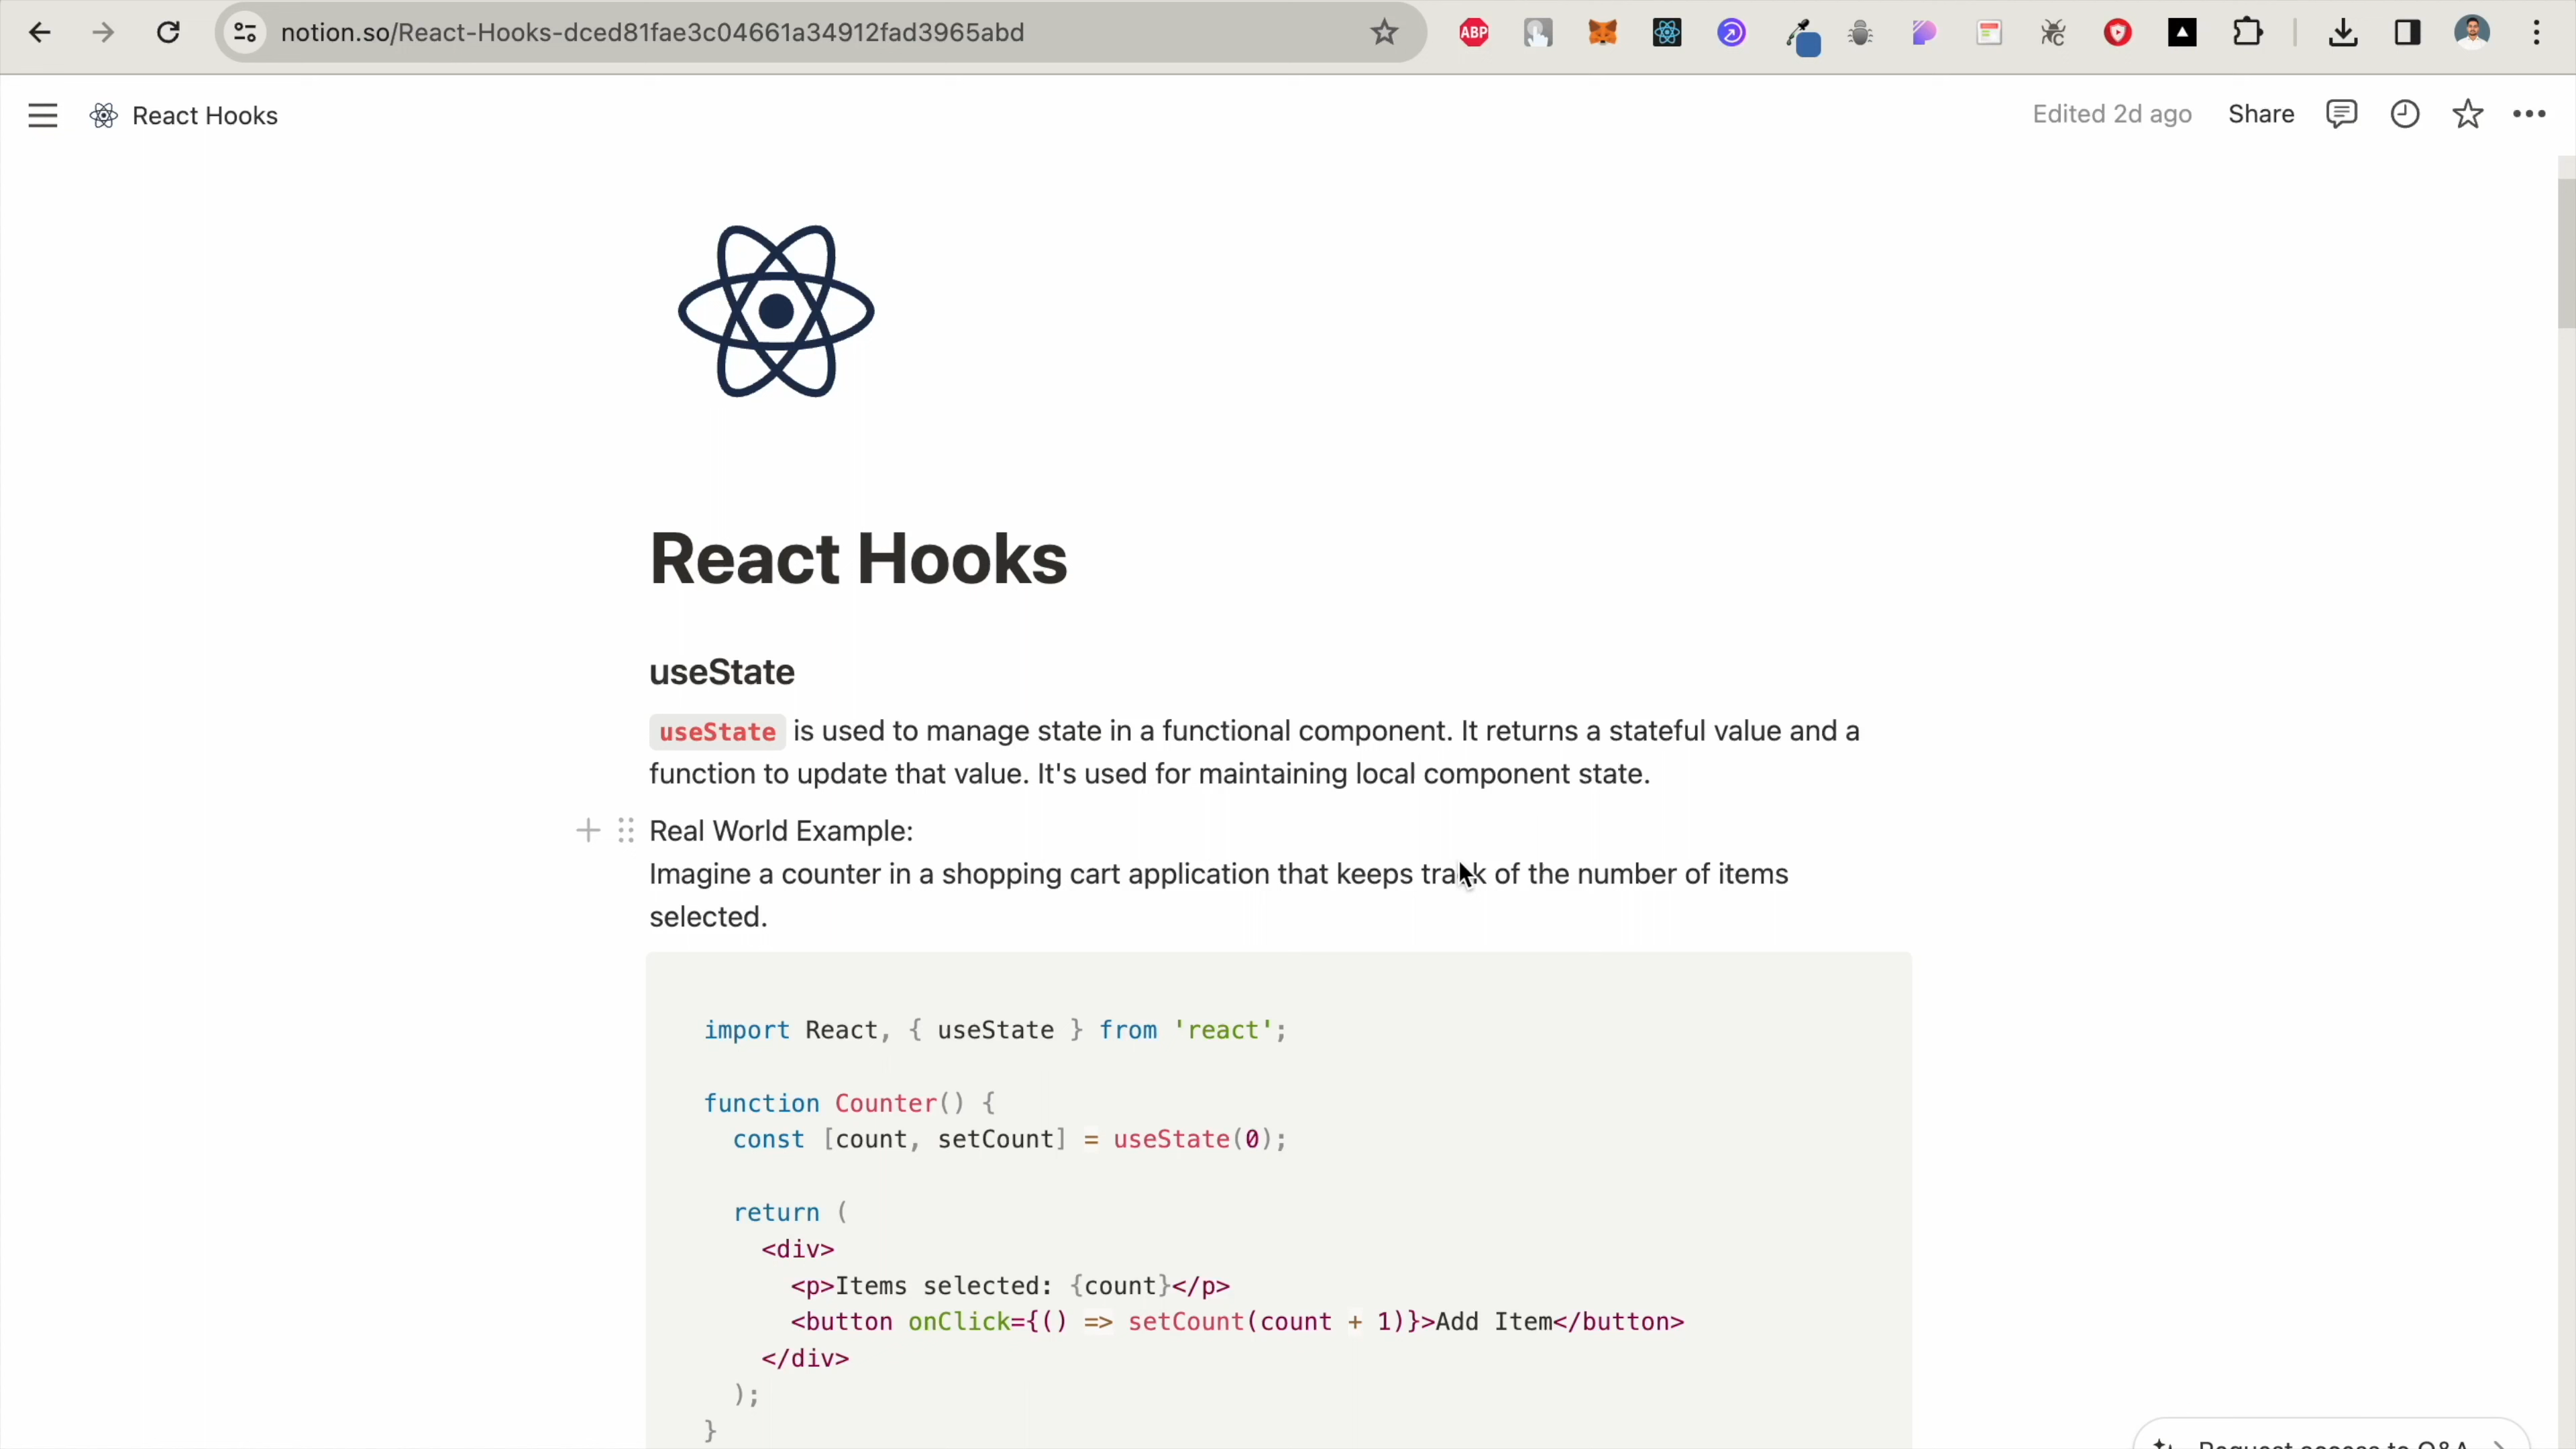 notion.so/React-Hooks-dced81fae3c04661a34912fad3965abd
ABP
React Hooks
Edited 2d ago
Share
React Hooks
useState
useState is used to manage state in a functional component. It returns a stateful value and a
function to update that value. It's used for maintaining local component state.
Real World Example:
Imagine a counter in a shopping cart application that keeps track of the number of items
selected.
import React, { useState } from 'react';
function Counter() {
const [count, setCount] = useState(0);
return (
<div>
<p>Items selected: {count}</p>
<button onClick={() => setCount(count + 1)}>Add Item</button>
</div>
);
}
Request access to Q&A